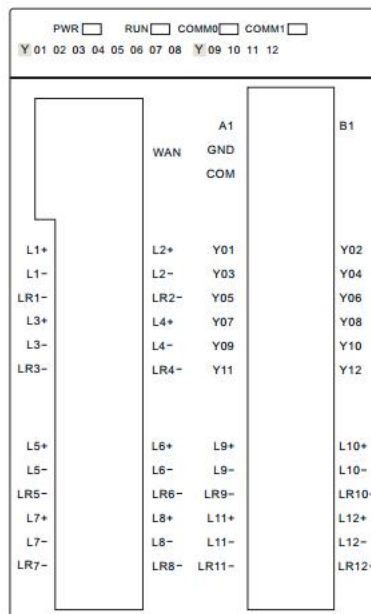 PWR RUN COMM0 COMM1
Y 01 02 03 04 05 06 07 08 Y 09 10 11 12
A1 B1
WAN GND
COM
L1+ L2+ Y01 Y02
L1- L2- Y03 Y04
LR1- LR2- Y05 Y06
L3+ L4+ Y07 Y08
L3- L4- Y09 Y10
LR3- LR4- Y11 Y12
L5+ L6+ L9+ L10+
L5- L6- L9- L10-
LR5- LR6- LR9- LR10-
L7+ L8+ L11+ L12+
L7- L8- L11- L12-
LR7- LR8- LR11- LR12-